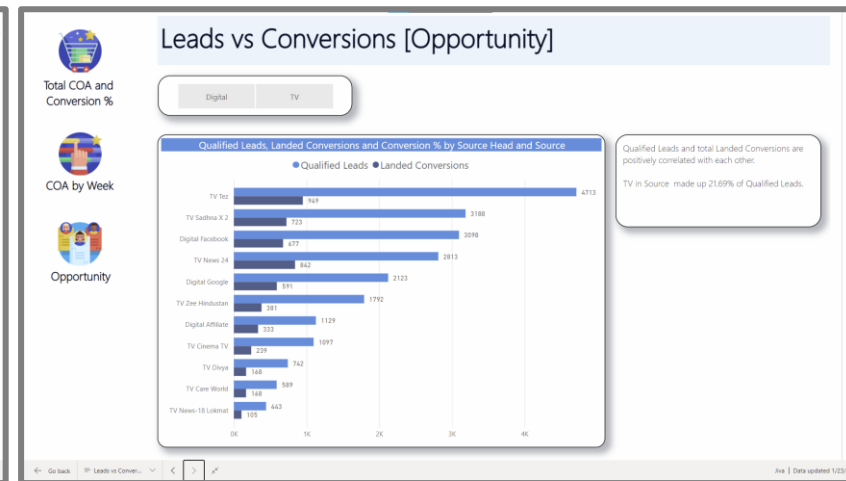 Leads vs Conversions [Opportunity]
Total COA and
Conversion %
COA by Week
Opportunity
Digital
TV
Qualified Leads, Landed Conversions and Conversion % by Source Head and Source
Qualified Leads Landed Conversions
TV Tez 4713
949
TV Sadhna X 2 3188
723
Digital Facebook 3098
677
TV News 24 2813
842
Digital Google 2123
591
TV Zee Hindustan 1792
381
Digital Affiliate 1129
333
TV Cinema TV 1097
239
TV Divya 742
168
TV Care World 589
168
TV News-18 Lokmat 443
105
0K 1K 2K 3K 4K
Qualified Leads and total Landed Conversions are
positively correlated with each other.
TV in Source made up 21.69% of Qualified Leads.
Go back
Leads vs Conver...
Jiva | Data updated 1/23/